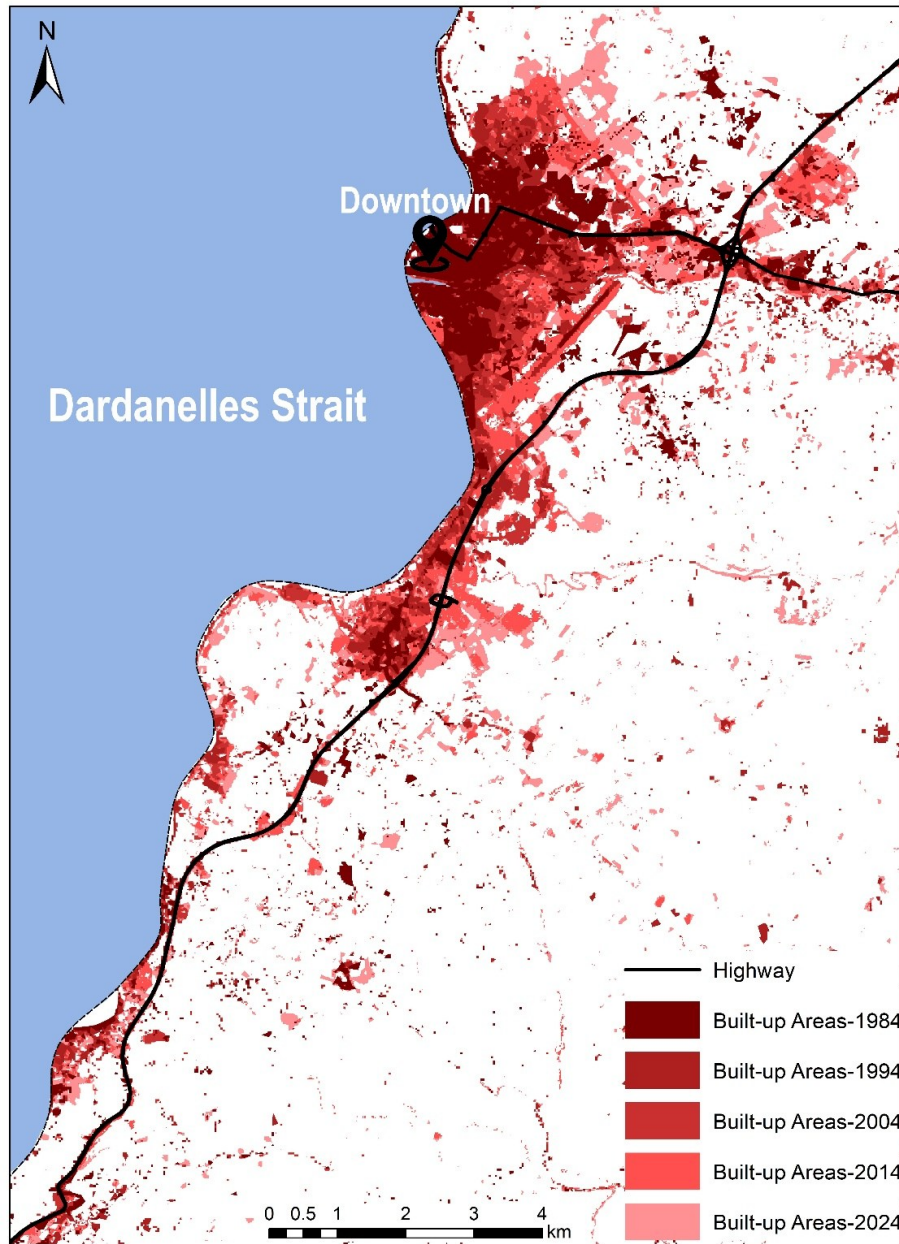 N
Downtown
Dardanelles Strait
Highway
Built-up Areas-1984
Built-up Areas-1994
Built-up Areas-2004
Built-up Areas-2014
Built-up Areas-2024
0 0.5 1 2 3 4
km